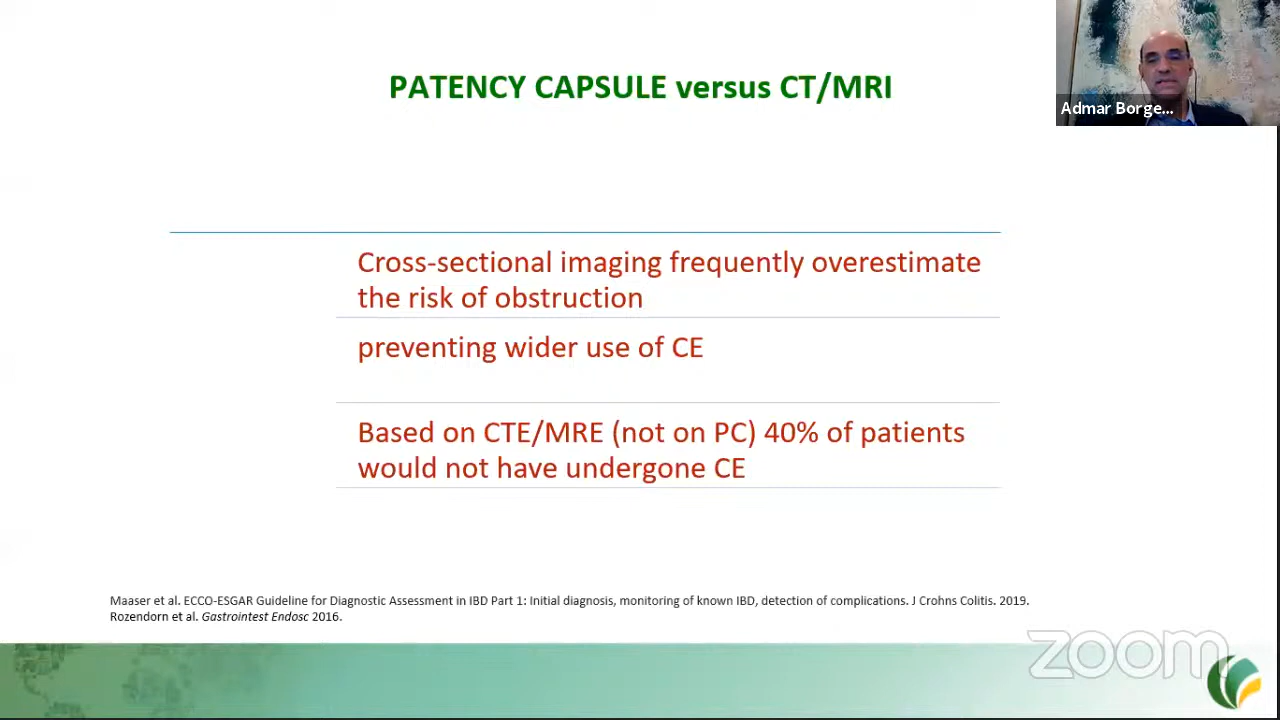 PATENCY CAPSULE versus CT/MRI
Admar Borge...
Cross-sectional imaging frequently overestimate
the risk of obstruction
preventing wider use of CE
Based on CTE/MRE (not on PC) 40% of patients
would not have undergone CE
Maaser et al. ECCO-ESGAR Guideline for Diagnostic Assessment in IBD Part 1: Initial diagnosis, monitoring of known IBD, detection of complications. J Crohns Colitis. 2019.
Rozendorn et al. Gastrointest Endosc 2016.
zoom